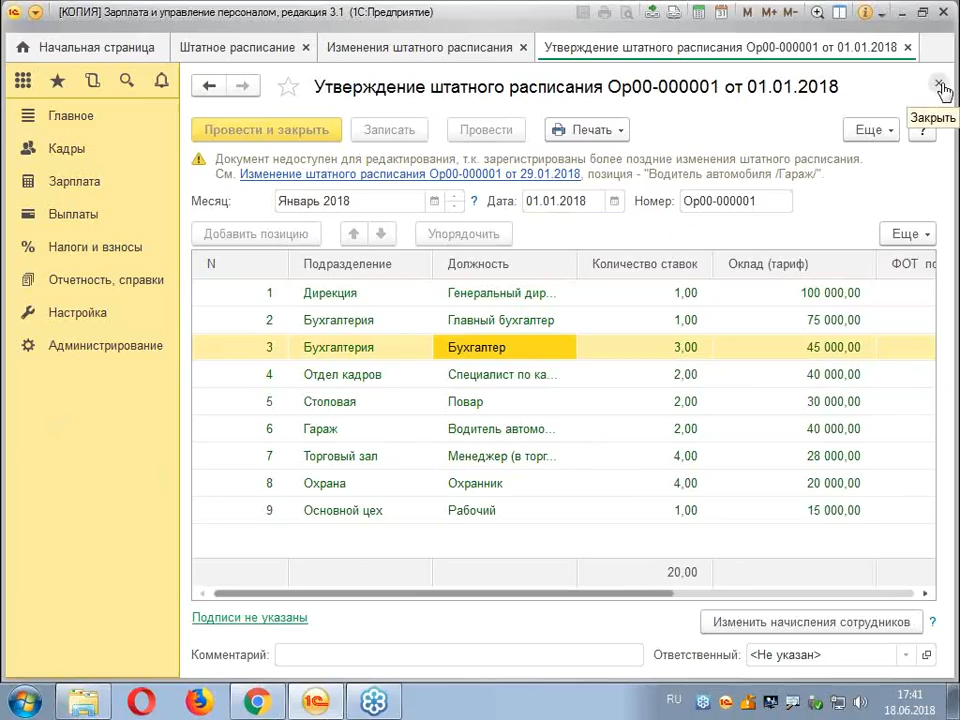 [КОПИЯ] Зарплата и управление персоналом, редакция 3.1 (1С:Предприятие)
M M+ M-
Начальная страница
Штатное расписание
Изменения штатного расписания
Утверждение штатного расписания Ор00-000001 от 01.01.2018
Утверждение штатного расписания Ор00-000001 от 01.01.2018
Закрыть
Провести и закрыть
Записать
Провести
Печать
Еще
?
Документ недоступен для редактирования, т.к. зарегистрированы более поздние изменения штатного расписания.
См. Изменение штатного расписания Ор00-000001 от 29.01.2018, позиция - "Водитель автомобиля /Гараж/".
Месяц: Январь 2018 ? Дата: 01.01.2018 Номер: Ор00-000001
Добавить позицию
Упорядочить
Еще
N Подразделение Должность Количество ставок Оклад (тариф) ФОТ по
1 Дирекция Генеральный дир... 1,00 100 000,00
2 Бухгалтерия Главный бухгалтер 1,00 75 000,00
3 Бухгалтерия Бухгалтер 3,00 45 000,00
4 Отдел кадров Специалист по ка... 2,00 40 000,00
5 Столовая Повар 2,00 30 000,00
6 Гараж Водитель автомо... 2,00 40 000,00
7 Торговый зал Менеджер (в торг... 4,00 28 000,00
8 Охрана Охранник 4,00 20 000,00
9 Основной цех Рабочий 1,00 15 000,00
20,00
Подписи не указаны
Изменить начисления сотрудников
?
Комментарий:
Ответственный: <Не указан>
Главное
Кадры
Зарплата
Выплаты
Налоги и взносы
Отчетность, справки
Настройка
Администрирование
RU
17:41
18.06.2018